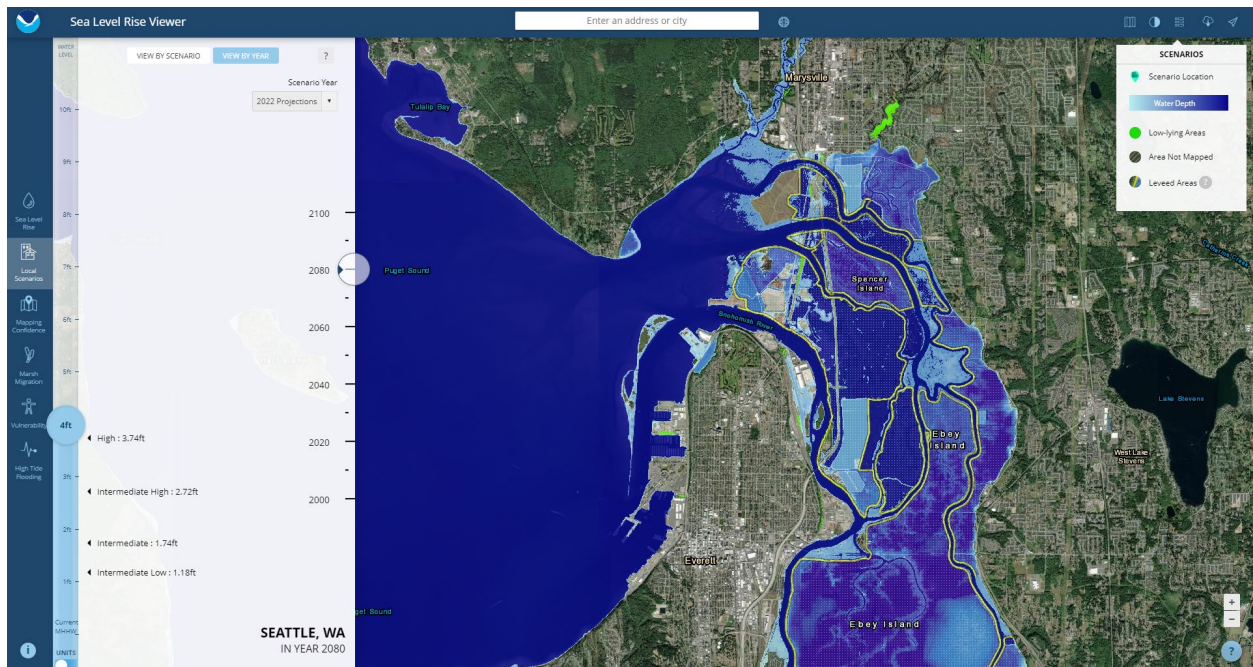 Sea Level Rise Viewer
Enter an address or city
WATER
LEVEL
VIEW BY SCENARIO
VIEW BY YEAR
?
Scenario Year
2022 Projections
10ft
9ft
8ft
7ft
6ft
5ft
4ft
3ft
2ft
1ft
Current
MHHW
UNITS
Sea Level
Rise
Local
Scenarios
Mapping
Confidence
Marsh
Migration
Vulnerability
High Tide
Flooding
i
2100
2080
2060
2040
2020
2000
High : 3.74ft
Intermediate High : 2.72ft
Intermediate : 1.74ft
Intermediate Low : 1.18ft
SEATTLE, WA
IN YEAR 2080
Marysville
Tulalip Bay
Puget Sound
Spencer
Island
Snohomish River
Ebey
Island
Everett
get Sound
Ebey Island
Lake Stevens
West Lake
Stevens
SCENARIOS
Scenario Location
Water Depth
Low-lying Areas
Area Not Mapped
Leveed Areas ?
+
−
?